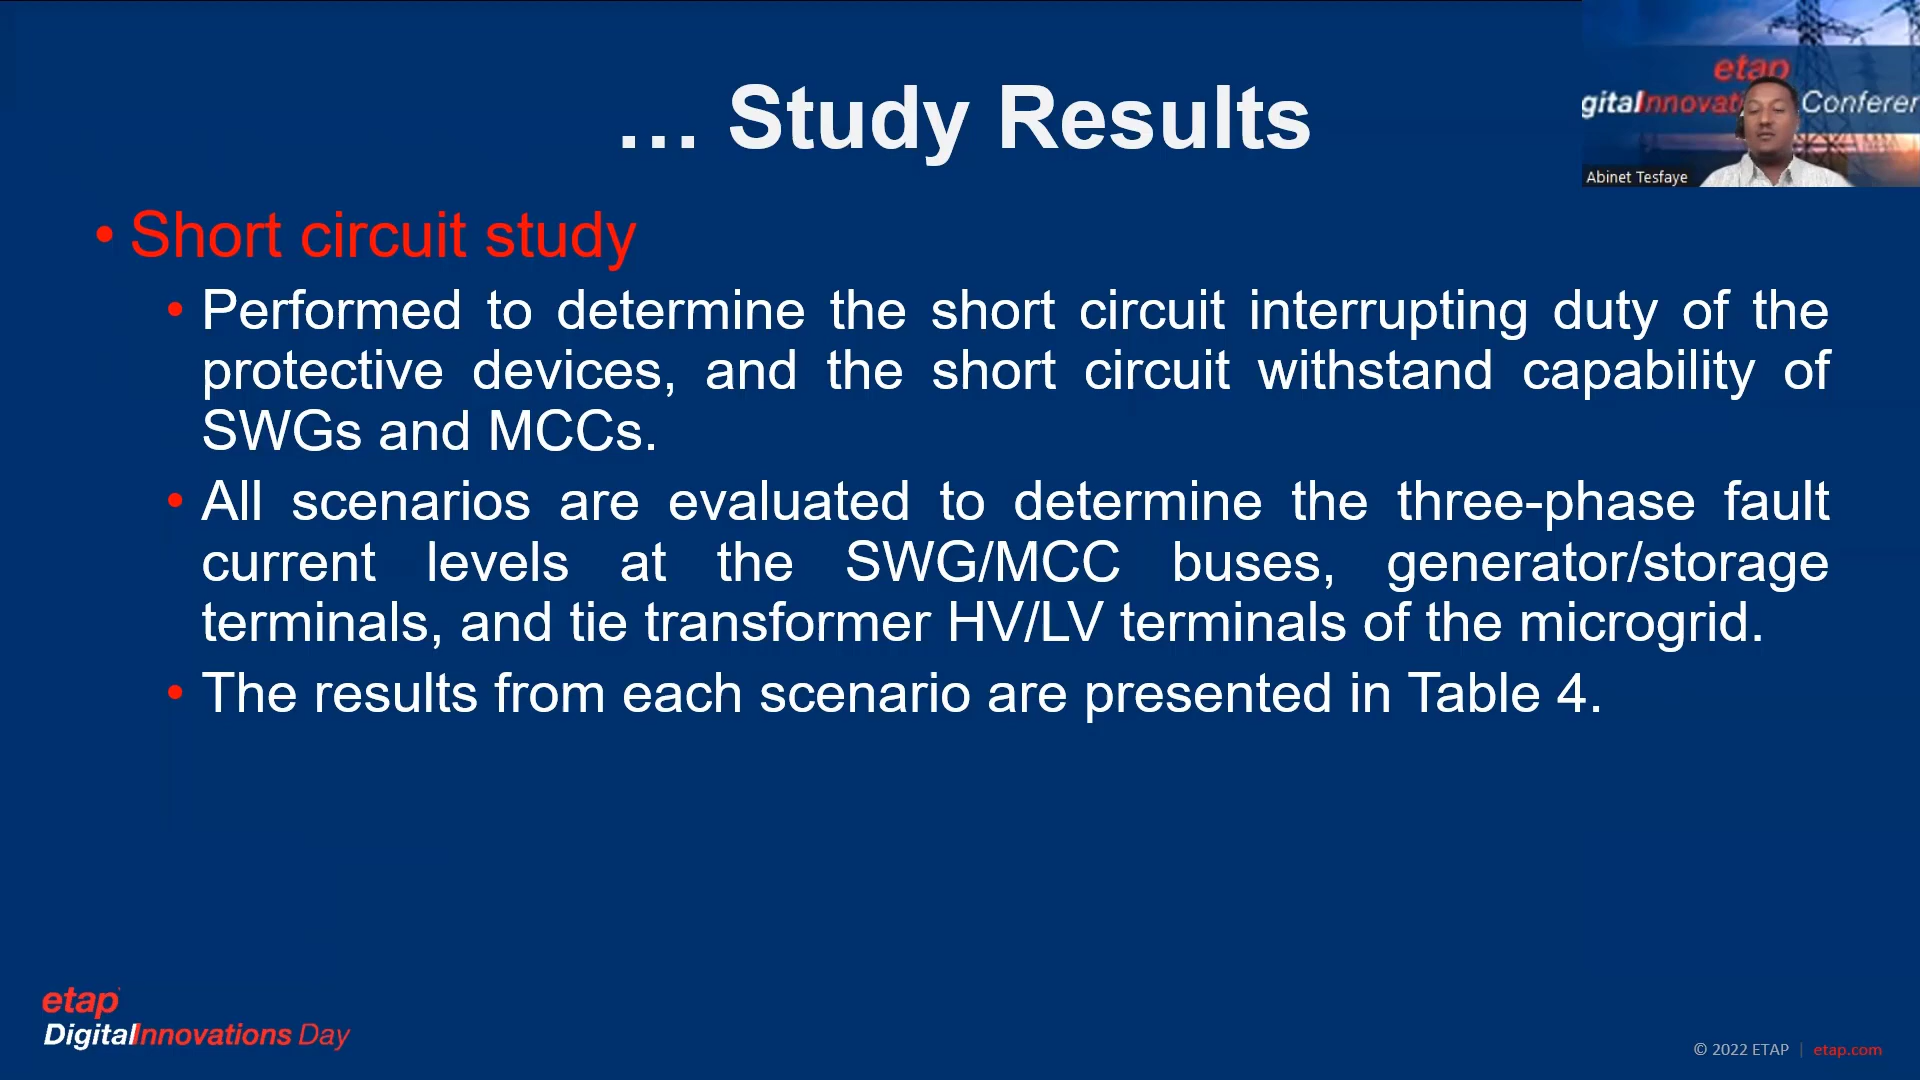 … Study Results
etap
gitalInnovati Conferen
Abinet Tesfaye
• Short circuit study
• Performed to determine the short circuit interrupting duty of the
protective devices, and the short circuit withstand capability of
SWGs and MCCs.
• All scenarios are evaluated to determine the three-phase fault
current levels at the SWG/MCC buses, generator/storage
terminals, and tie transformer HV/LV terminals of the microgrid.
• The results from each scenario are presented in Table 4.
etap
DigitalInnovations Day
© 2022 ETAP | etap.com